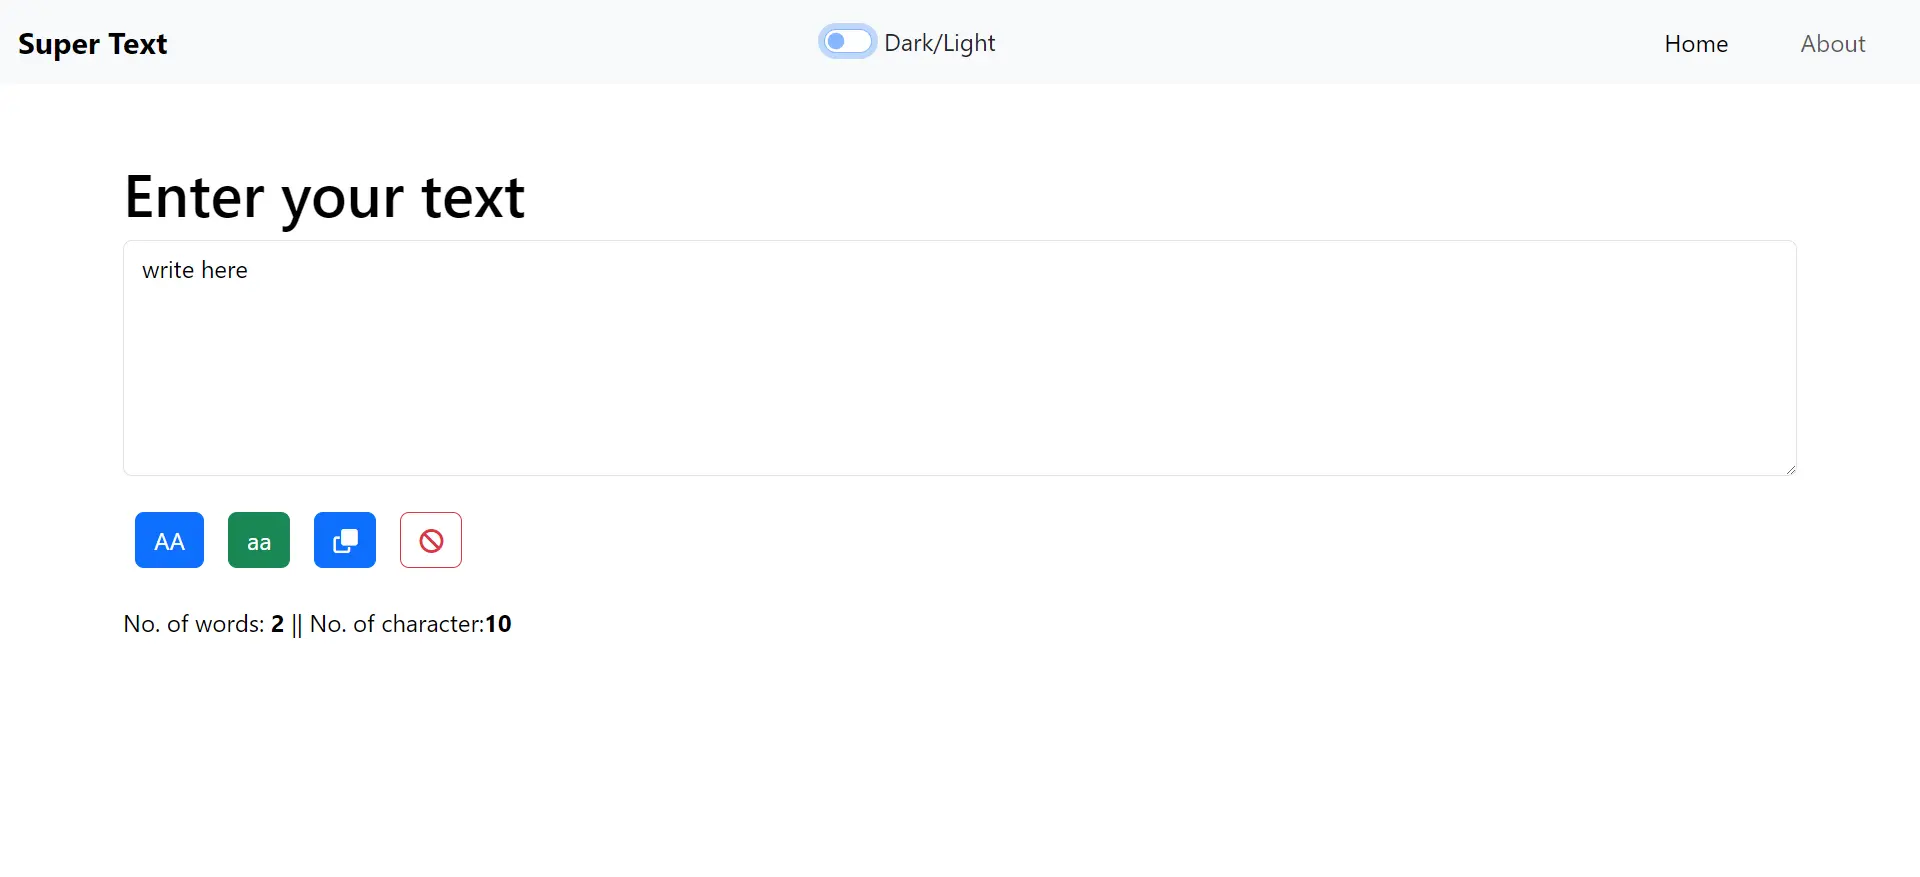 Super Text
Dark/Light
Home
About
Enter your text
write here
AA
aa
No. of words: 2 || No. of character:10